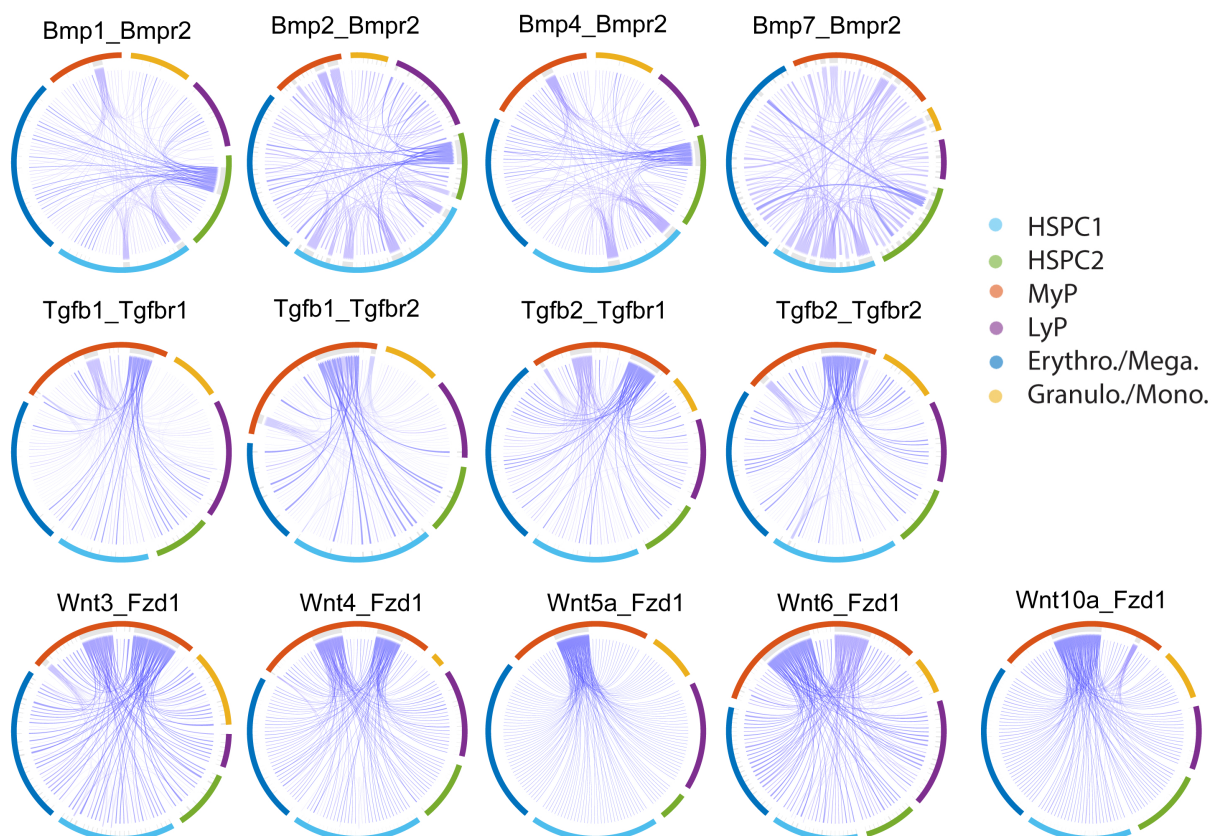 Bmp1_Bmpr2
Bmp2_Bmpr2
Bmp4_Bmpr2
Bmp7_Bmpr2
HSPC1
HSPC2
MyP
LyP
Erythro./Mega.
Granulo./Mono.
Tgfb1_Tgfbr1
Tgfb1_Tgfbr2
Tgfb2_Tgfbr1
Tgfb2_Tgfbr2
Wnt3_Fzd1
Wnt4_Fzd1
Wnt5a_Fzd1
Wnt6_Fzd1
Wnt10a_Fzd1